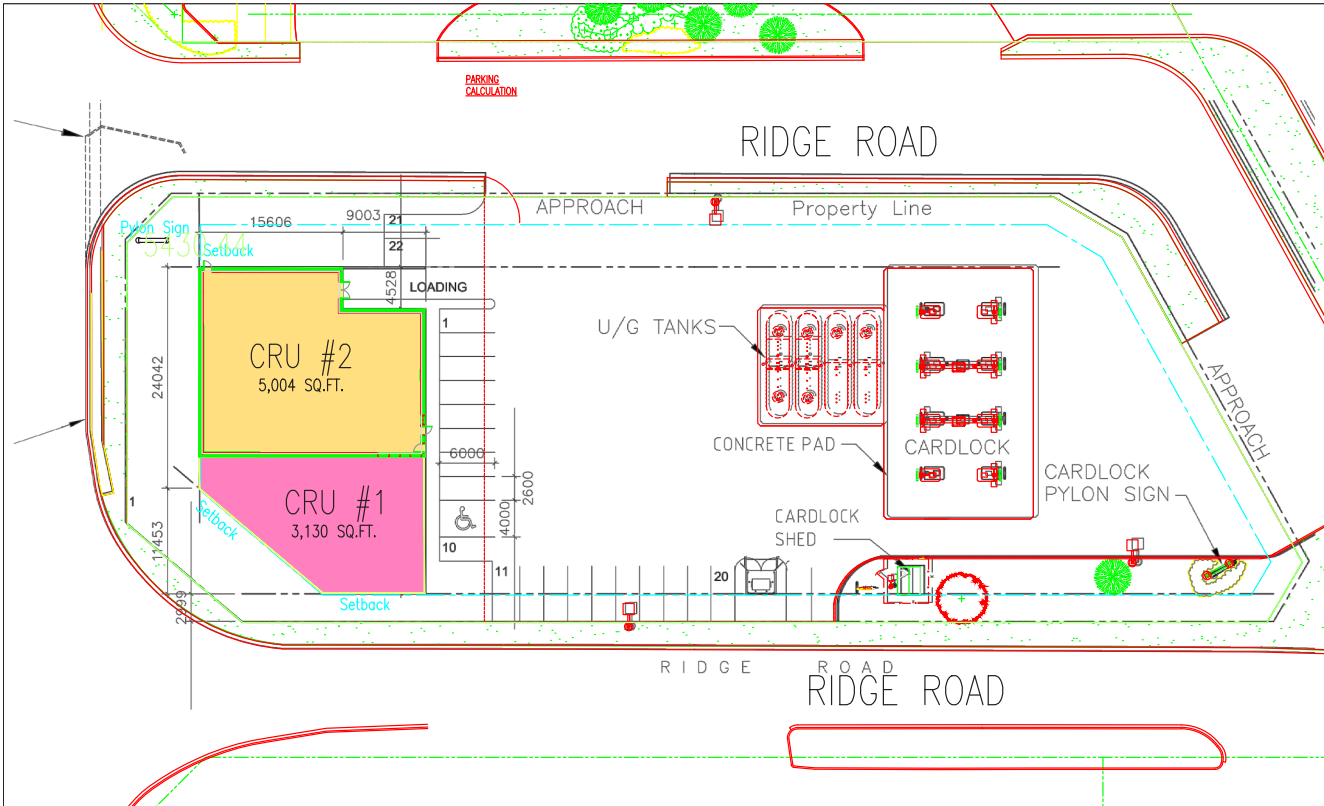 PARKING
CALCULATION
RIDGE ROAD
APPROACH
Property Line
Pylon Sign
Setback
15606
9003
21
22
4528
LOADING
1
U/G TANKS
CRU #2
5,004 SQ.FT.
24042
APPROACH
6000
2600
4000
CONCRETE PAD
CARDLOCK
CARDLOCK
PYLON SIGN
CRU #1
3,130 SQ.FT.
1
Setback
11453
CARDLOCK
SHED
10
11
20
2999
Setback
RIDGE ROAD
RIDGE ROAD